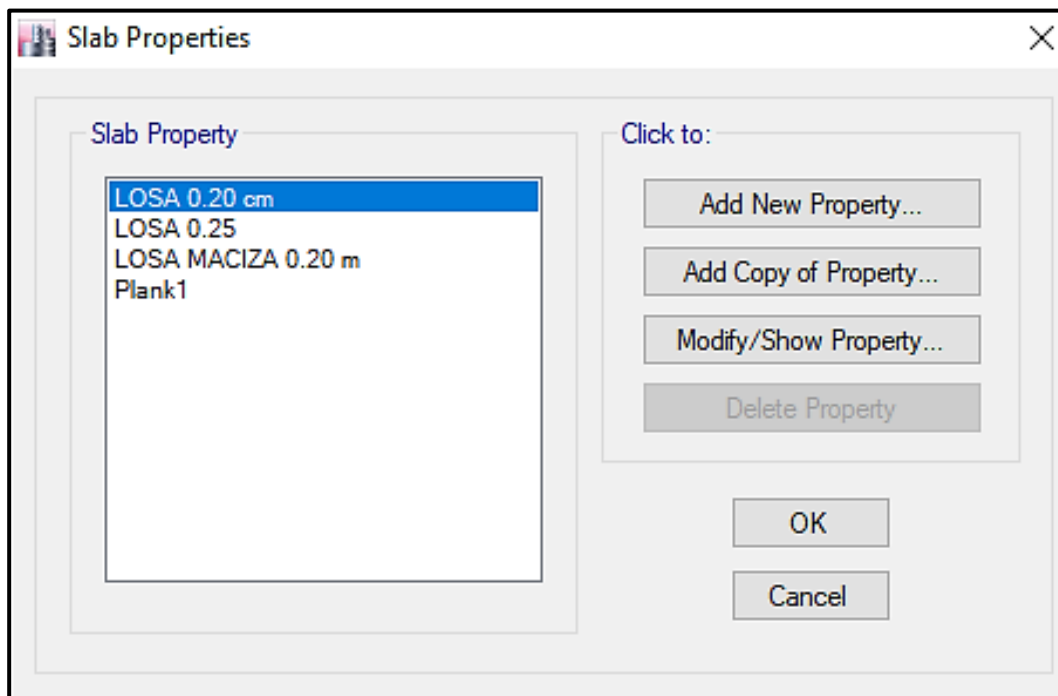 Slab Properties
Slab Property
LOSA 0.20 cm
LOSA 0.25
LOSA MACIZA 0.20 m
Plank1
Click to:
Add New Property...
Add Copy of Property...
Modify/Show Property...
Delete Property
OK
Cancel